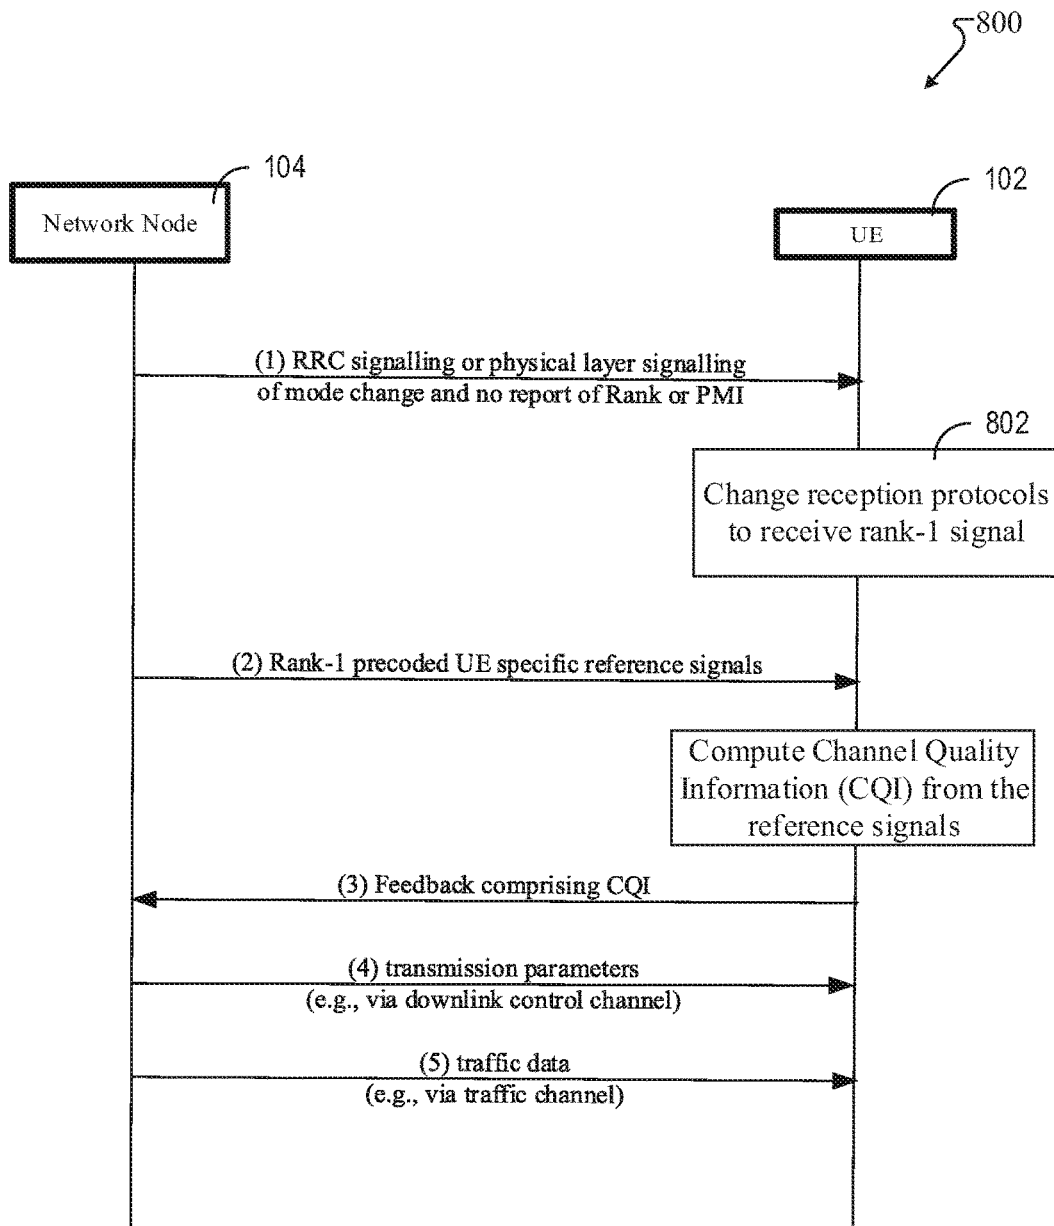 800
104
Network Node
102
UE
(1) RRC signalling or physical layer signalling
of mode change and no report of Rank or PMI
802
Change reception protocols
to receive rank-1 signal
(2) Rank-1 precoded UE specific reference signals
Compute Channel Quality
Information (CQI) from the
reference signals
(3) Feedback comprising CQI
(4) transmission parameters
(e.g., via downlink control channel)
(5) traffic data
(e.g., via traffic channel)